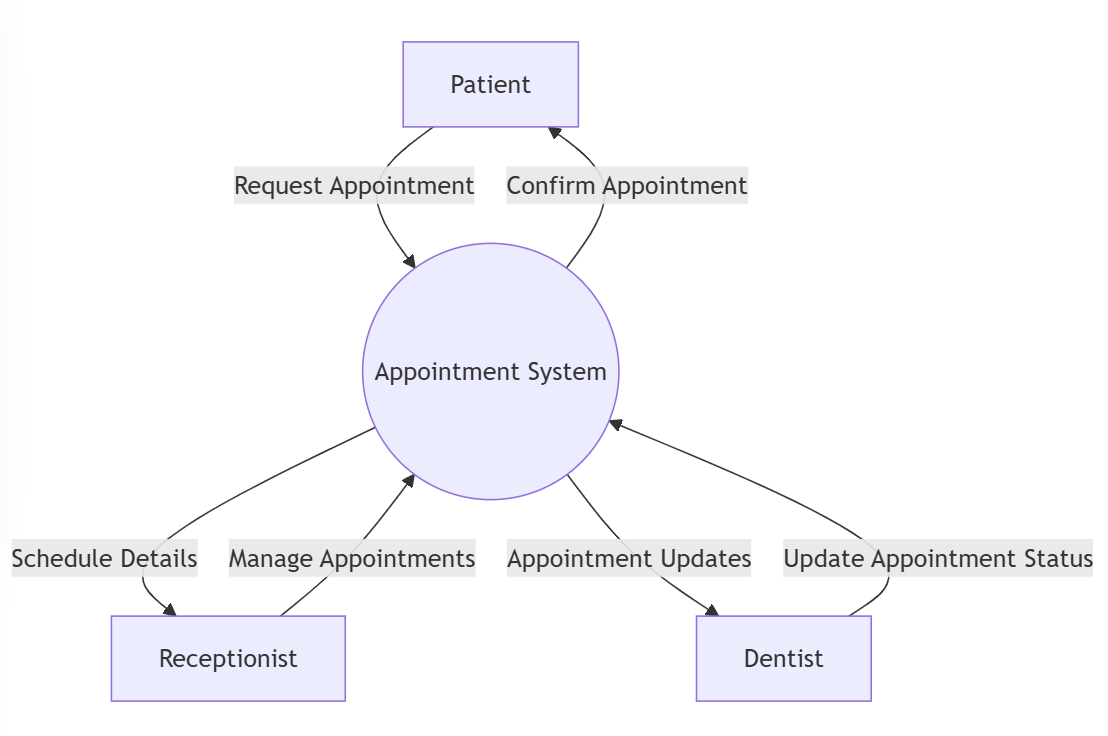 Patient
Request Appointment
Confirm Appointment
Appointment System
Schedule Details
Manage Appointments
Appointment Updates
Update Appointment Status
Receptionist
Dentist